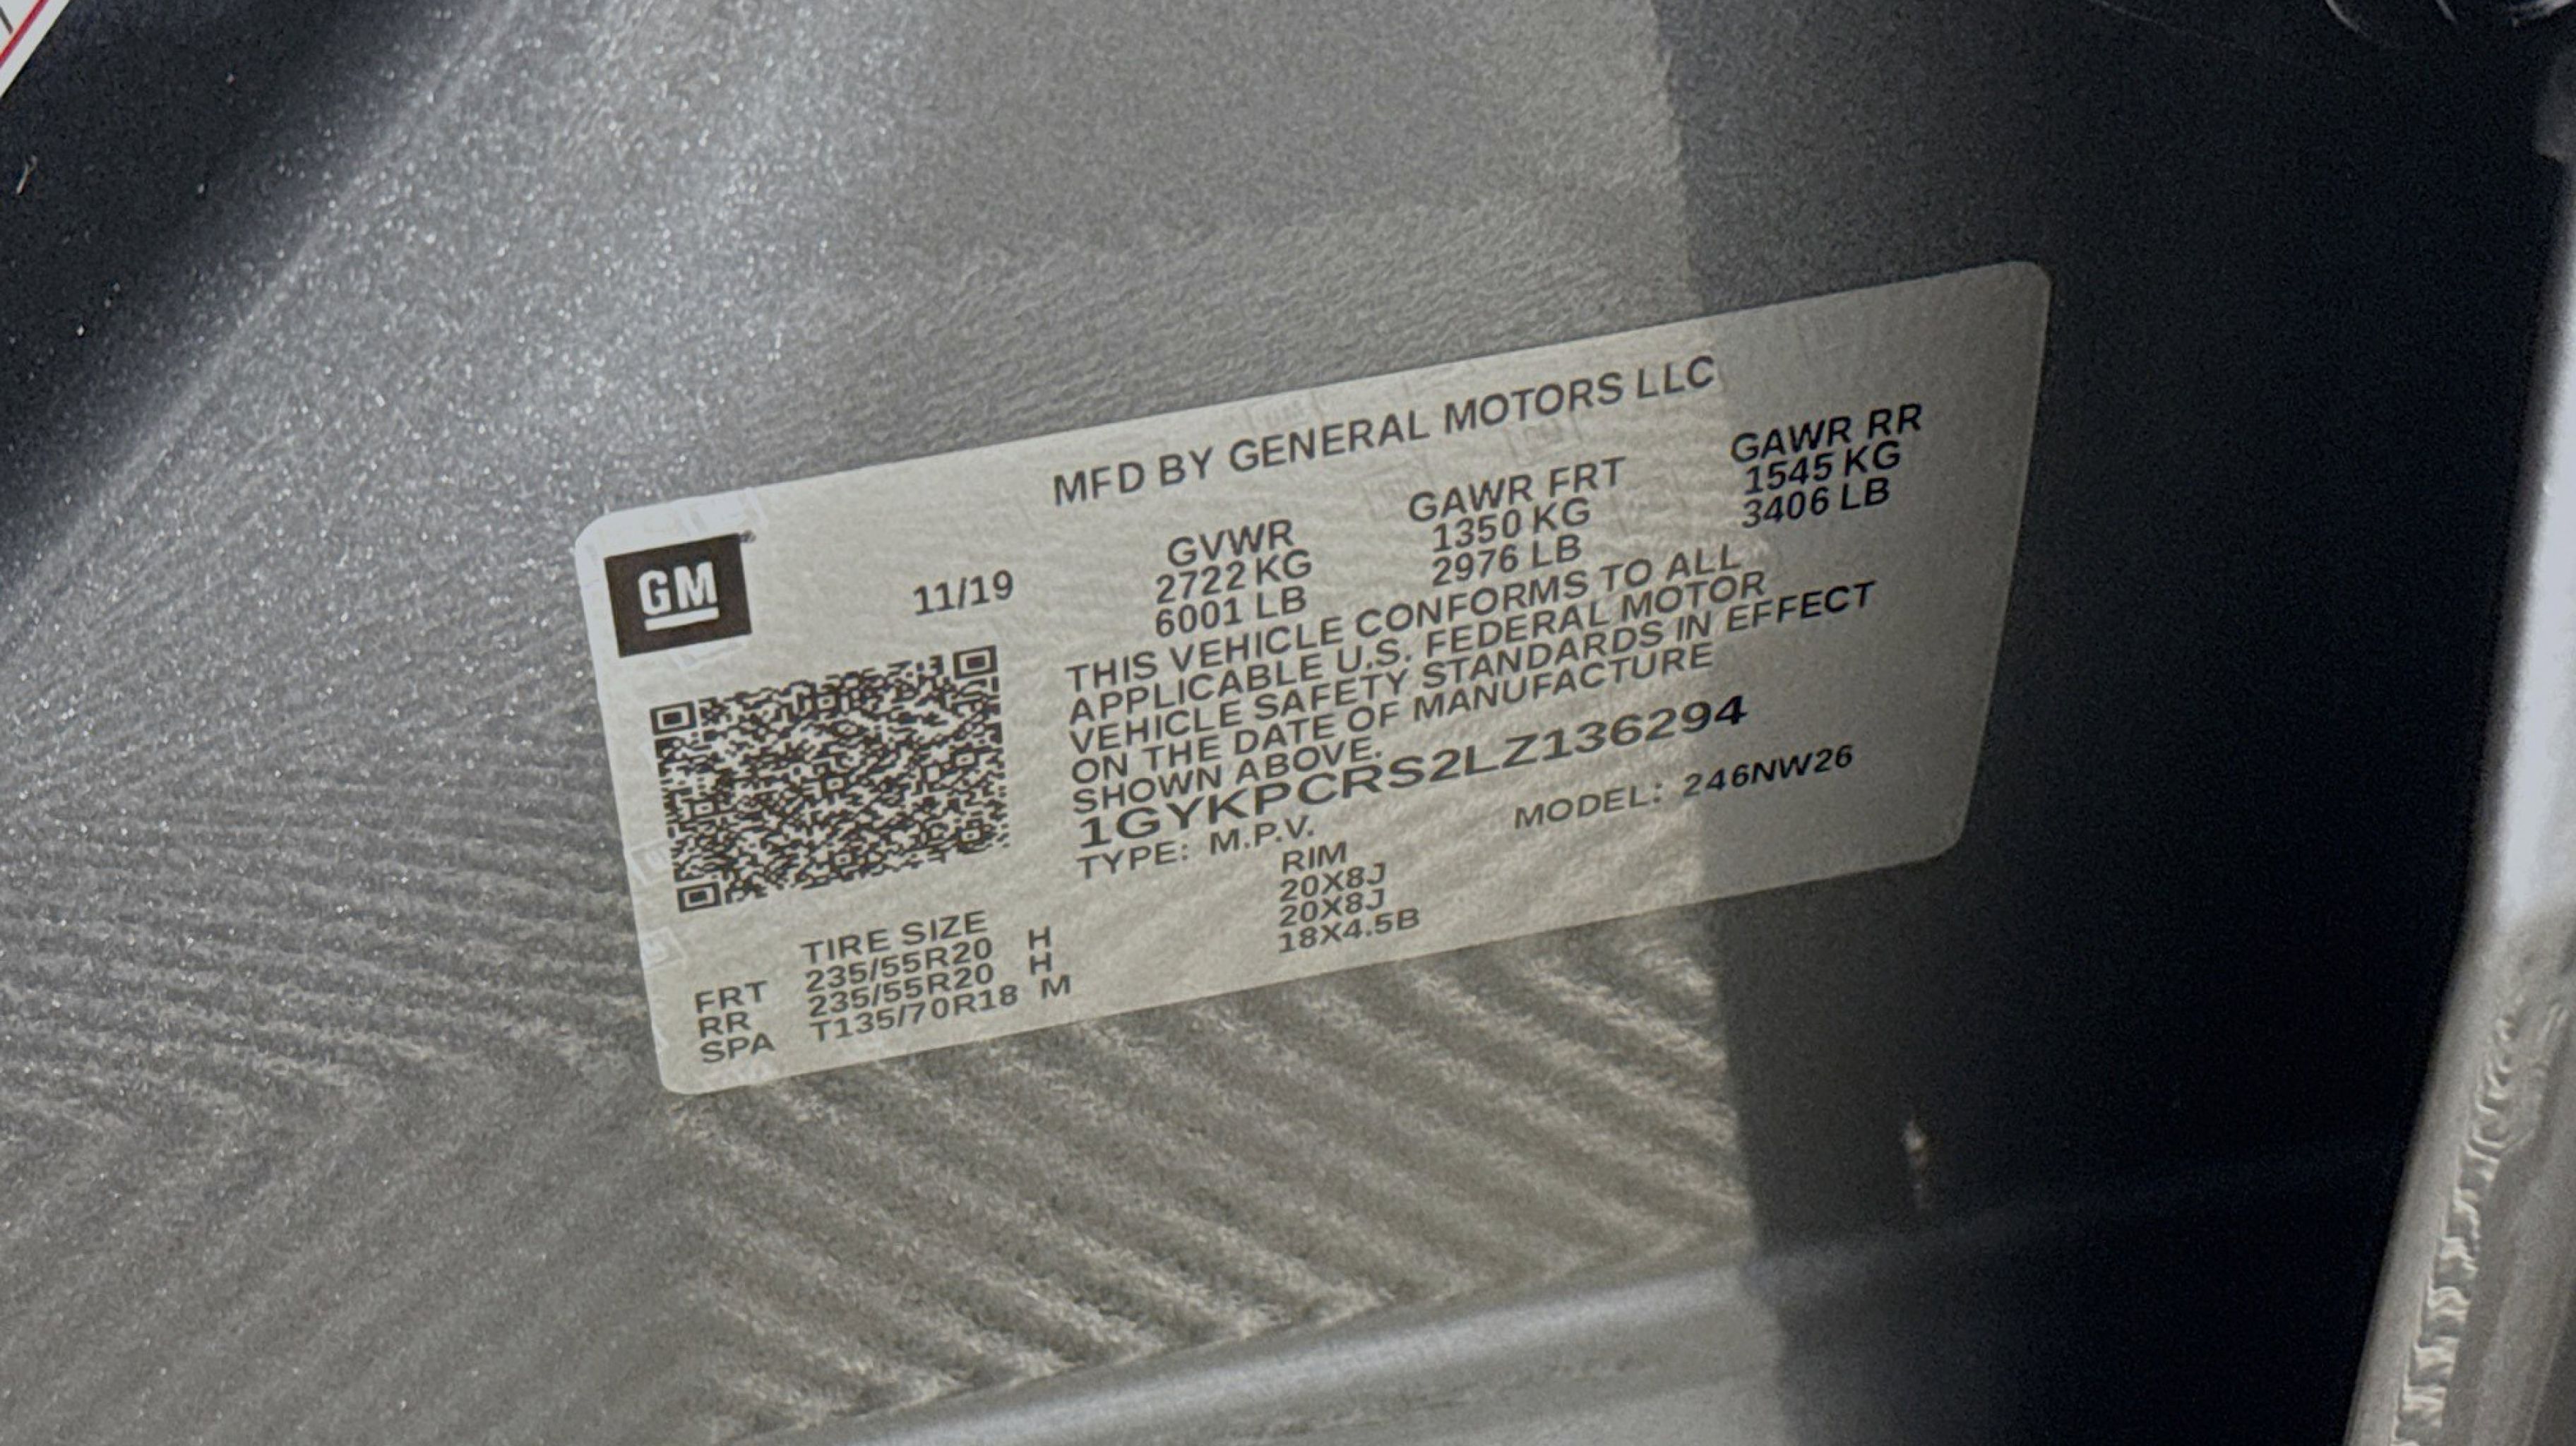 MFD BY GENERAL MOTORS LLC
GM
11/19
GVWR GAWR FRT GAWR RR
2722 KG 1350 KG 1545 KG
6001 LB 2976 LB 3406 LB
THIS VEHICLE CONFORMS TO ALL
APPLICABLE U.S. FEDERAL MOTOR
VEHICLE SAFETY STANDARDS IN EFFECT
ON THE DATE OF MANUFACTURE
SHOWN ABOVE.
1GYKPCRS2LZ136294
TYPE: M.P.V. MODEL: 246NW26
TIRE SIZE RIM
FRT 235/55R20 H 20X8J
RR 235/55R20 H 20X8J
SPA T135/70R18 M 18X4.5B